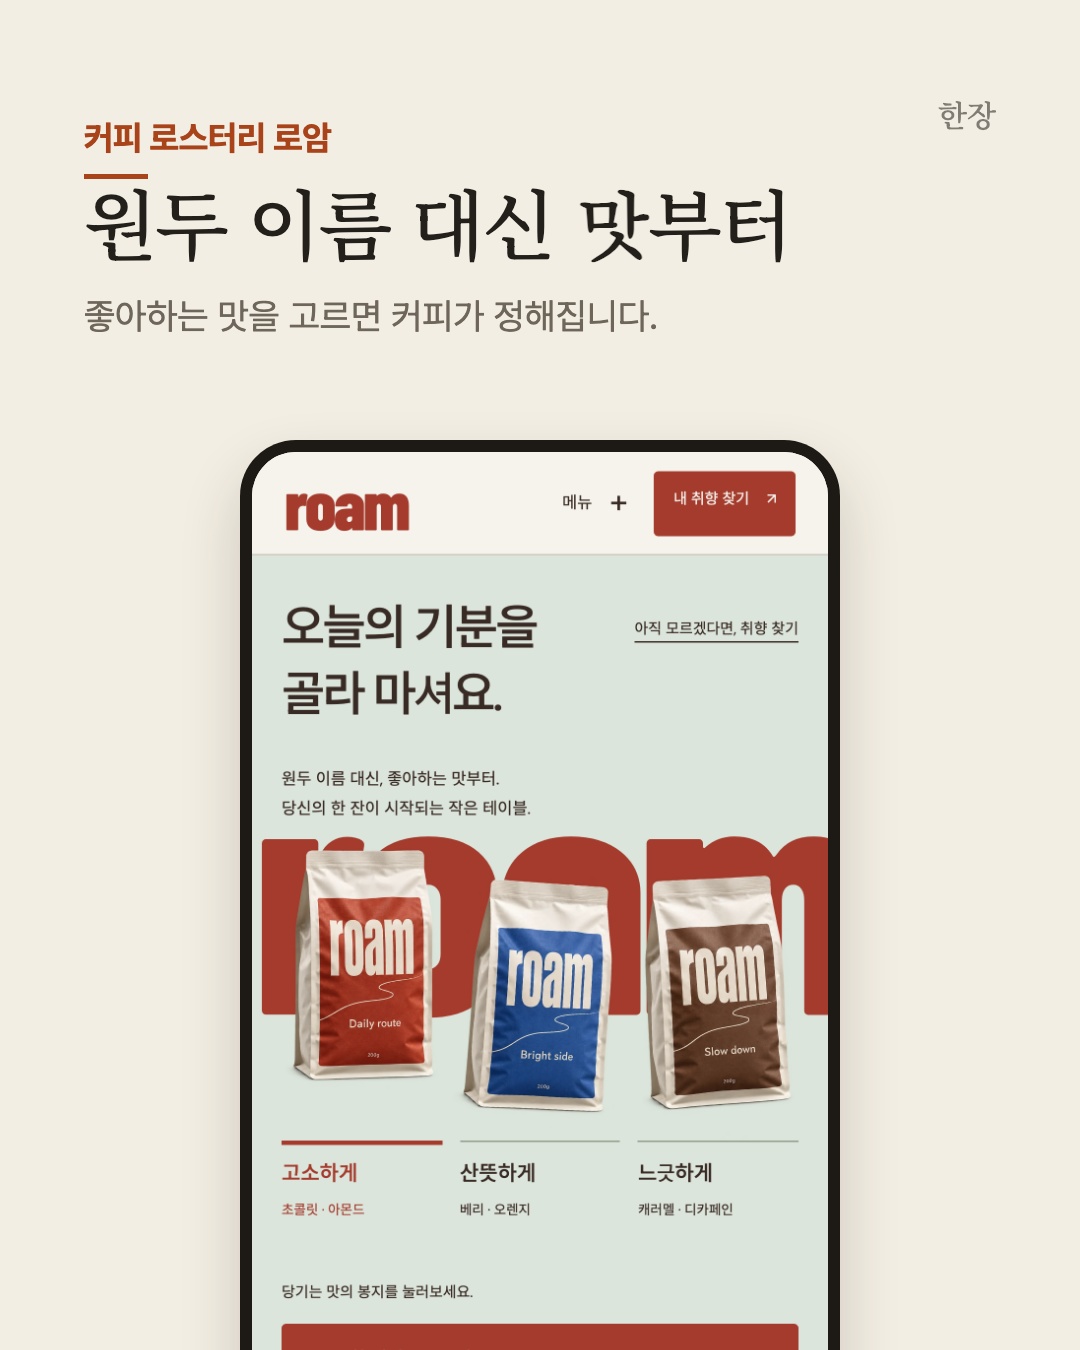 한장
커피 로스터리 로암
원두 이름 대신 맛부터
좋아하는 맛을 고르면 커피가 정해집니다.
roam
메뉴 +
내 취향 찾기
오늘의 기분을
골라 마셔요.
아직 모르겠다면, 취향 찾기
원두 이름 대신, 좋아하는 맛부터.
당신의 한 잔이 시작되는 작은 테이블.
roam
roam
Daily route
200g
roam
Bright side
200g
roam
Slow down
200g
고소하게
초콜릿 · 아몬드
산뜻하게
베리 · 오렌지
느긋하게
캐러멜 · 디카페인
당기는 맛의 봉지를 눌러보세요.